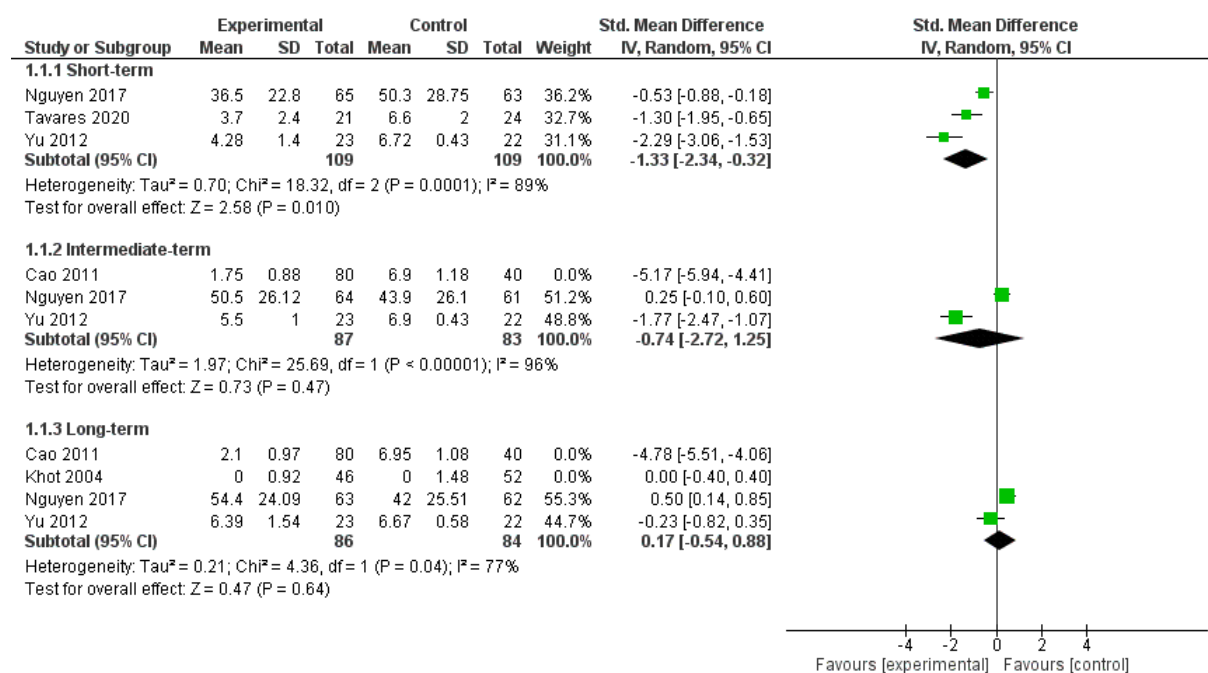 Experimental Control Std. Mean Difference Std. Mean Difference
Study or Subgroup Mean SD Total Mean SD Total Weight IV, Random, 95% CI IV, Random, 95% CI
1.1.1 Short-term
Nguyen 2017 36.5 22.8 65 50.3 28.75 63 36.2% -0.53 [-0.88, -0.18]
Tavares 2020 3.7 2.4 21 6.6 2 24 32.7% -1.30 [-1.95, -0.65]
Yu 2012 4.28 1.4 23 6.72 0.43 22 31.1% -2.29 [-3.06, -1.53]
Subtotal (95% CI) 109 109 100.0% -1.33 [-2.34, -0.32]
Heterogeneity: Tau² = 0.70; Chi² = 18.32, df = 2 (P = 0.0001); I² = 89%
Test for overall effect: Z = 2.58 (P = 0.010)
1.1.2 Intermediate-term
Cao 2011 1.75 0.88 80 6.9 1.18 40 0.0% -5.17 [-5.94, -4.41]
Nguyen 2017 50.5 26.12 64 43.9 26.1 61 51.2% 0.25 [-0.10, 0.60]
Yu 2012 5.5 1 23 6.9 0.43 22 48.8% -1.77 [-2.47, -1.07]
Subtotal (95% CI) 87 83 100.0% -0.74 [-2.72, 1.25]
Heterogeneity: Tau² = 1.97; Chi² = 25.69, df = 1 (P < 0.00001); I² = 96%
Test for overall effect: Z = 0.73 (P = 0.47)
1.1.3 Long-term
Cao 2011 2.1 0.97 80 6.95 1.08 40 0.0% -4.78 [-5.51, -4.06]
Khot 2004 0 0.92 46 0 1.48 52 0.0% 0.00 [-0.40, 0.40]
Nguyen 2017 54.4 24.09 63 42 25.51 62 55.3% 0.50 [0.14, 0.85]
Yu 2012 6.39 1.54 23 6.67 0.58 22 44.7% -0.23 [-0.82, 0.35]
Subtotal (95% CI) 86 84 100.0% 0.17 [-0.54, 0.88]
Heterogeneity: Tau² = 0.21; Chi² = 4.36, df = 1 (P = 0.04); I² = 77%
Test for overall effect: Z = 0.47 (P = 0.64)
-4 -2 0 2 4
Favours [experimental] Favours [control]